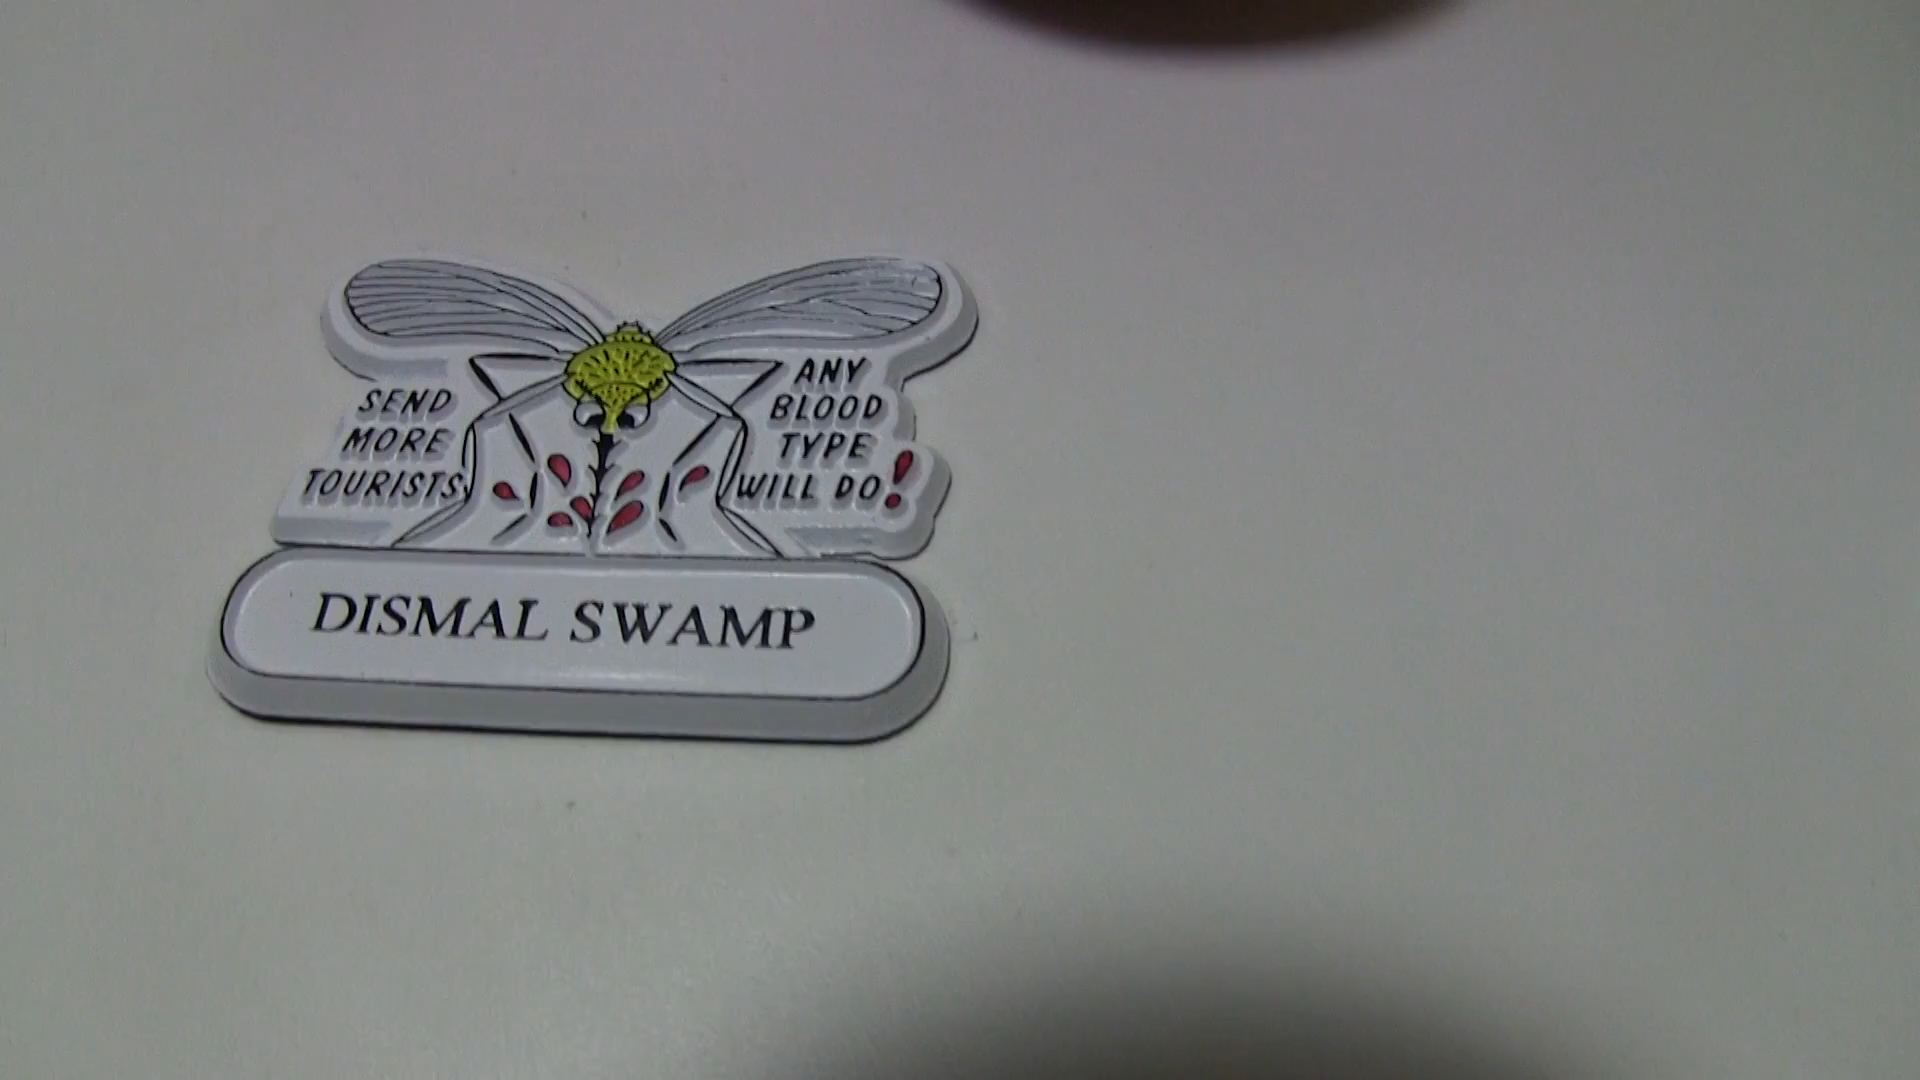 SEND
MORE
TOURISTS
ANY
BLOOD
TYPE
WILL DO!
DISMAL SWAMP